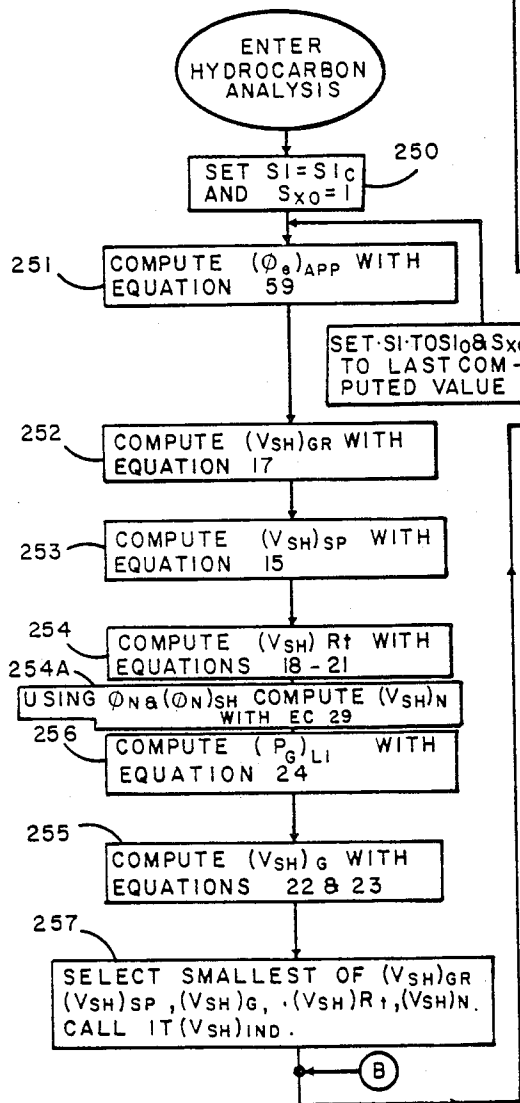 ENTER
HYDROCARBON
ANALYSIS
250
SET SI=SIC
AND SXO=1
251
COMPUTE (Øe)APP WITH
EQUATION 59
SET·SI·TOSIO&SXO
TO LAST COM-
PUTED VALUE
252
COMPUTE (VSH)GR WITH
EQUATION 17
253
COMPUTE (VSH)SP WITH
EQUATION 15
254
COMPUTE (VSH) Rt WITH
EQUATIONS 18-21
254A
USING ØN&(ØN)SH COMPUTE (VSH)N
WITH EC 29
256
COMPUTE (PG)LI WITH
EQUATION 24
255
COMPUTE (VSH)G WITH
EQUATIONS 22 & 23
257
SELECT SMALLEST OF (VSH)GR
(VSH)SP,(VSH)G, ·(VSH)Rt,(VSH)N.
CALL IT(VSH)IND.
B